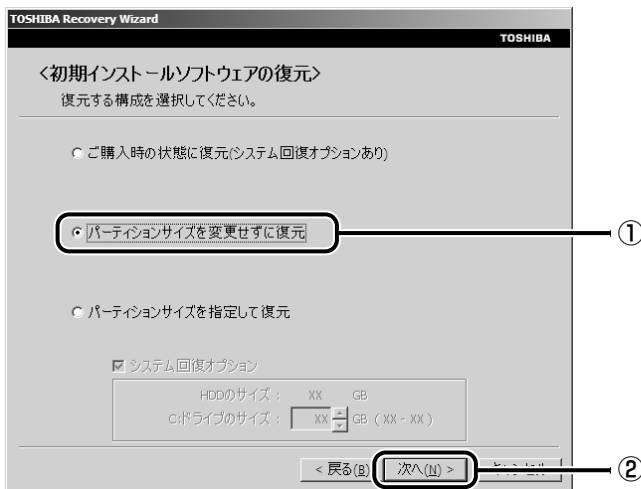 TOSHIBA Recovery Wizard
TOSHIBA
<初期インストールソフトウェアの復元>
復元する構成を選択してください。
ご購入時の状態に復元(システム回復オプションあり)
パーティションサイズを変更せずに復元
①
パーティションサイズを指定して復元
システム回復オプション
HDDのサイズ : XX GB
C:ドライブのサイズ : XX GB ( XX - XX )
< 戻る(B) 次へ(N) >
②